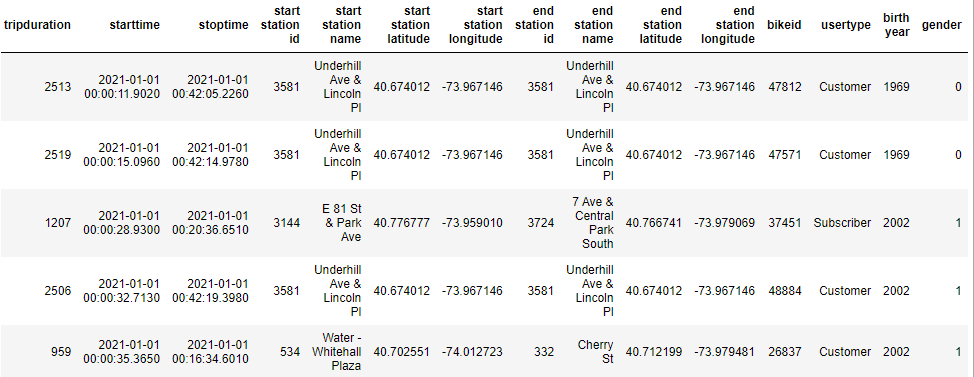 tripduration starttime stoptime start station id start station name start station latitude start station longitude end station id end station name end station latitude end station longitude bikeid usertype birth year gender
2513 2021-01-01 00:00:11.9020 2021-01-01 00:42:05.2260 3581 Underhill Ave & Lincoln Pl 40.674012 -73.967146 3581 Underhill Ave & Lincoln Pl 40.674012 -73.967146 47812 Customer 1969 0
2519 2021-01-01 00:00:15.0960 2021-01-01 00:42:14.9780 3581 Underhill Ave & Lincoln Pl 40.674012 -73.967146 3581 Underhill Ave & Lincoln Pl 40.674012 -73.967146 47571 Customer 1969 0
1207 2021-01-01 00:00:28.9300 2021-01-01 00:20:36.6510 3144 E 81 St & Park Ave 40.776777 -73.959010 3724 7 Ave & Central Park South 40.766741 -73.979069 37451 Subscriber 2002 1
2506 2021-01-01 00:00:32.7130 2021-01-01 00:42:19.3980 3581 Underhill Ave & Lincoln Pl 40.674012 -73.967146 3581 Underhill Ave & Lincoln Pl 40.674012 -73.967146 48884 Customer 2002 1
959 2021-01-01 00:00:35.3650 2021-01-01 00:16:34.6010 534 Water - Whitehall Plaza 40.702551 -74.012723 332 Cherry St 40.712199 -73.979481 26837 Customer 2002 1